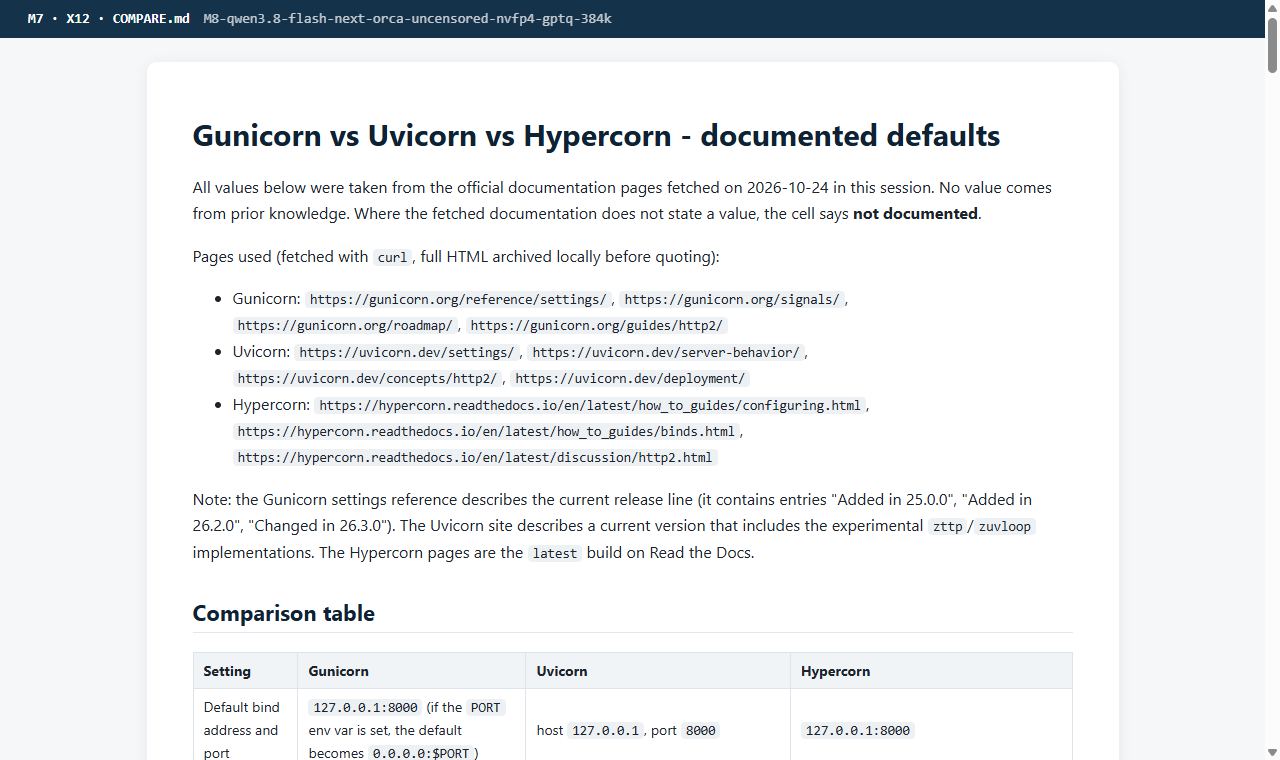 M7 • X12 • COMPARE.md M8-qwen3.8-flash-next-orca-uncensored-nvfp4-gptq-384k
Gunicorn vs Uvicorn vs Hypercorn - documented defaults
All values below were taken from the official documentation pages fetched on 2026-10-24 in this session. No value comes
from prior knowledge. Where the fetched documentation does not state a value, the cell says not documented.
Pages used (fetched with curl, full HTML archived locally before quoting):
• Gunicorn: https://gunicorn.org/reference/settings/, https://gunicorn.org/signals/,
https://gunicorn.org/roadmap/, https://gunicorn.org/guides/http2/
• Uvicorn: https://uvicorn.dev/settings/, https://uvicorn.dev/server-behavior/,
https://uvicorn.dev/concepts/http2/, https://uvicorn.dev/deployment/
• Hypercorn: https://hypercorn.readthedocs.io/en/latest/how_to_guides/configuring.html,
https://hypercorn.readthedocs.io/en/latest/how_to_guides/binds.html,
https://hypercorn.readthedocs.io/en/latest/discussion/http2.html
Note: the Gunicorn settings reference describes the current release line (it contains entries "Added in 25.0.0", "Added in
26.2.0", "Changed in 26.3.0"). The Uvicorn site describes a current version that includes the experimental zttp/zuvloop
implementations. The Hypercorn pages are the latest build on Read the Docs.
Comparison table
Setting Gunicorn Uvicorn Hypercorn
Default bind address and port
127.0.0.1:8000 (if the PORT
env var is set, the default
becomes 0.0.0.0:$PORT)
host 127.0.0.1, port 8000
127.0.0.1:8000